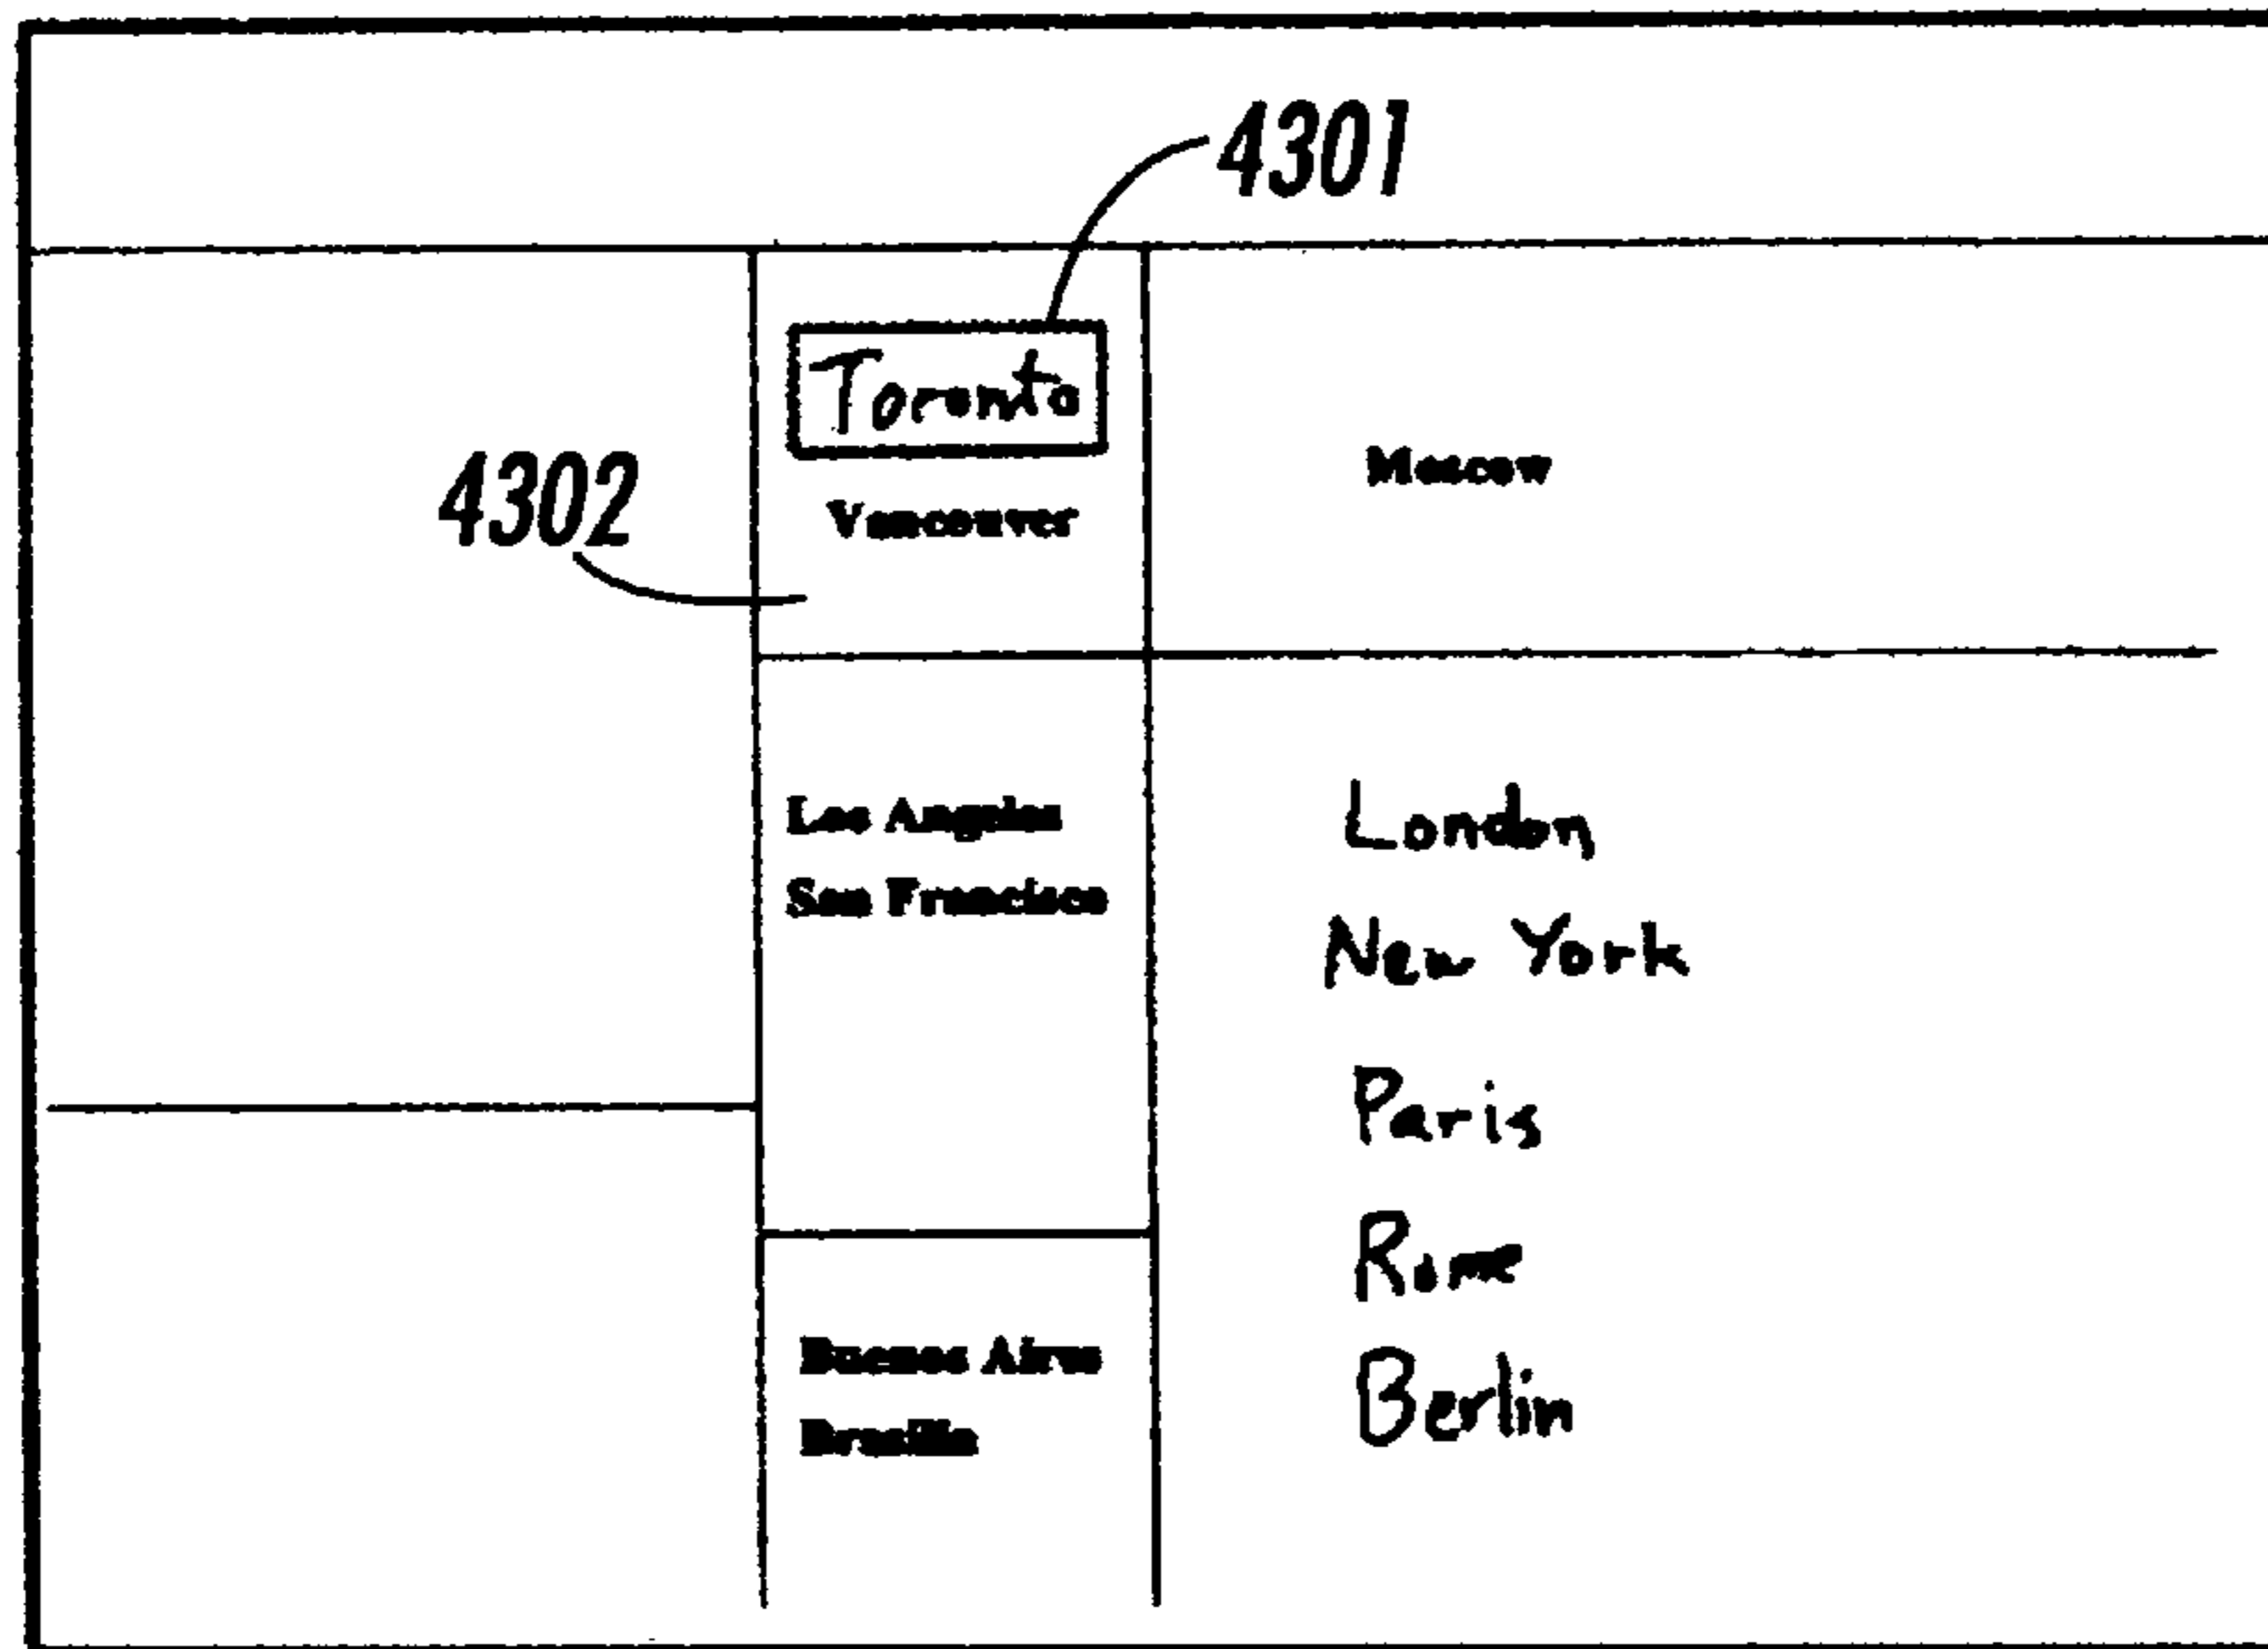 4301
Toronto
4302
Vancouver
Moscow
Los Angeles
San Francisco
Buenos Aires
Brasilia
London
New York
Paris
Rome
Berlin